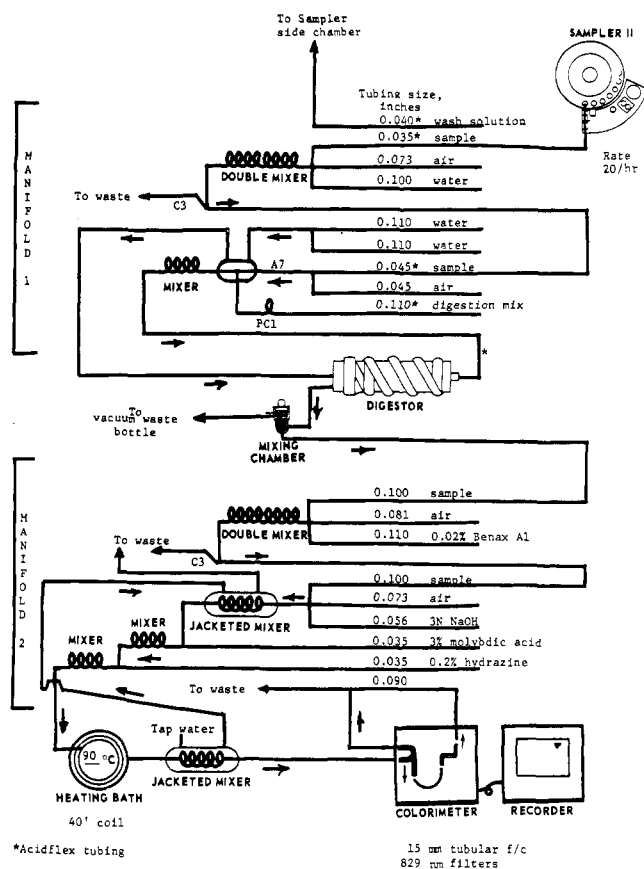 To Sampler
side chamber
SAMPLER II
Tubing size,
inches
0.040* wash solution
0.035* sample
0.073 air
0.100 water
DOUBLE MIXER
Rate
20/hr
To waste
C3
MANIFOLD 1
0.110 water
0.110 water
A7
0.045* sample
0.045 air
MIXER
0.110* digestion mix
PC1
*
DIGESTOR
To
vacuum waste
bottle
MIXING
CHAMBER
MANIFOLD 2
0.100 sample
0.081 air
0.110 0.02% Benax A1
DOUBLE MIXER
To waste
C3
0.100 sample
0.073 air
JACKETED MIXER
0.056 3N NaOH
MIXER
0.035 3% molybdic acid
MIXER
0.035 0.2% hydrazine
To waste
0.090
Tap water
90 °C
HEATING BATH
40' coil
JACKETED MIXER
COLORIMETER
RECORDER
*Acidflex tubing
15 mm tubular f/c
829 nm filters